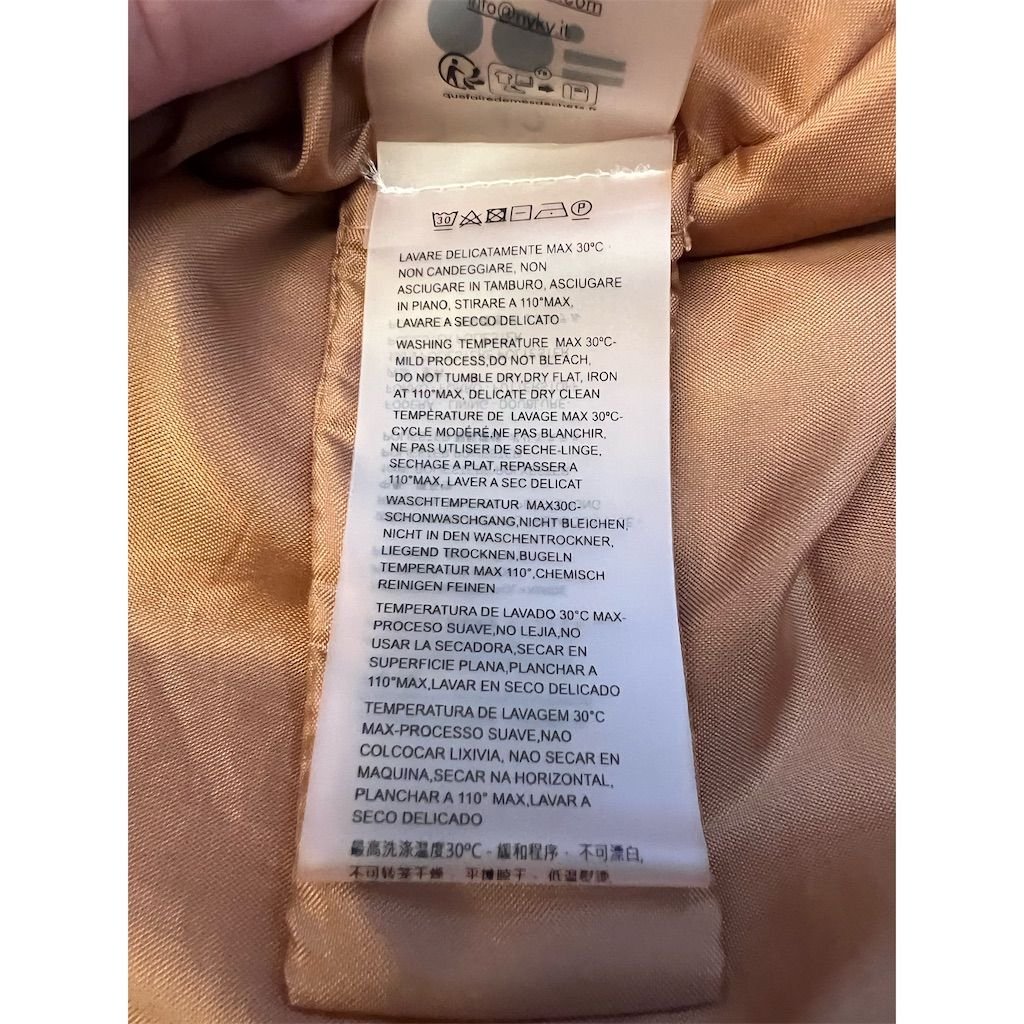 info@nyky.it
FR
quefairedemesdechets.fr
30 P
LAVARE DELICATAMENTE MAX 30°C
NON CANDEGGIARE, NON
ASCIUGARE IN TAMBURO, ASCIUGARE
IN PIANO, STIRARE A 110°MAX,
LAVARE A SECCO DELICATO
WASHING TEMPERATURE MAX 30°C-
MILD PROCESS,DO NOT BLEACH,
DO NOT TUMBLE DRY,DRY FLAT, IRON
AT 110°MAX, DELICATE DRY CLEAN
TEMPÉRATURE DE LAVAGE MAX 30°C-
CYCLE MODÉRÉ,NE PAS BLANCHIR,
NE PAS UTLISER DE SECHE-LINGE,
SECHAGE A PLAT, REPASSER A
110°MAX, LAVER A SEC DELICAT
WASCHTEMPERATUR MAX30C-
SCHONWASCHGANG,NICHT BLEICHEN,
NICHT IN DEN WASCHENTROCKNER,
LIEGEND TROCKNEN,BUGELN
TEMPERATUR MAX 110°,CHEMISCH
REINIGEN FEINEN
TEMPERATURA DE LAVADO 30°C MAX-
PROCESO SUAVE,NO LEJIA,NO
USAR LA SECADORA,SECAR EN
SUPERFICIE PLANA,PLANCHAR A
110°MAX,LAVAR EN SECO DELICADO
TEMPERATURA DE LAVAGEM 30°C
MAX-PROCESSO SUAVE,NAO
COLCOCAR LIXIVIA, NAO SECAR EN
MAQUINA,SECAR NA HORIZONTAL,
PLANCHAR A 110° MAX,LAVAR A
SECO DELICADO
最高洗涤温度30°C - 緩和程序、不可漂白,